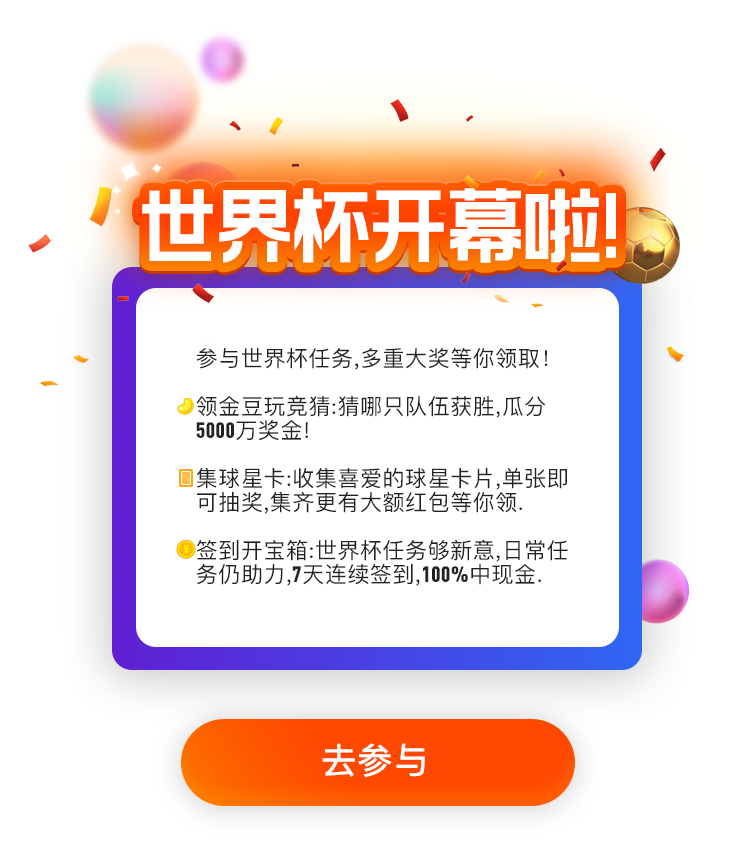 世界杯开幕啦!
参与世界杯任务,多重大奖等你领取!
领金豆玩竞猜:猜哪只队伍获胜,瓜分
5000万奖金!
集球星卡:收集喜爱的球星卡片,单张即
可抽奖,集齐更有大额红包等你领.
签到开宝箱:世界杯任务够新意,日常任
务仍助力,7天连续签到,100%中现金.
去参与